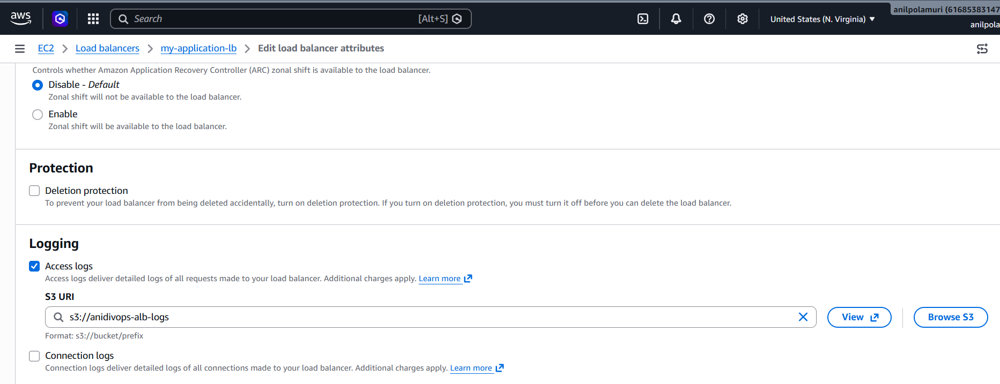 aws
Search [Alt+S]
United States (N. Virginia)
anilpolamuri (61685383147
anilpola
EC2 Load balancers my-application-lb Edit load balancer attributes
Controls whether Amazon Application Recovery Controller (ARC) zonal shift is available to the load balancer.
Disable - Default
Zonal shift will not be available to the load balancer.
Enable
Zonal shift will be available to the load balancer.
Protection
Deletion protection
To prevent your load balancer from being deleted accidentally, turn on deletion protection. If you turn on deletion protection, you must turn it off before you can delete the load balancer.
Logging
Access logs
Access logs deliver detailed logs of all requests made to your load balancer. Additional charges apply. Learn more
S3 URI
s3://anidivops-alb-logs
View
Browse S3
Format: s3://bucket/prefix
Connection logs
Connection logs deliver detailed logs of all connections made to your load balancer. Additional charges apply. Learn more